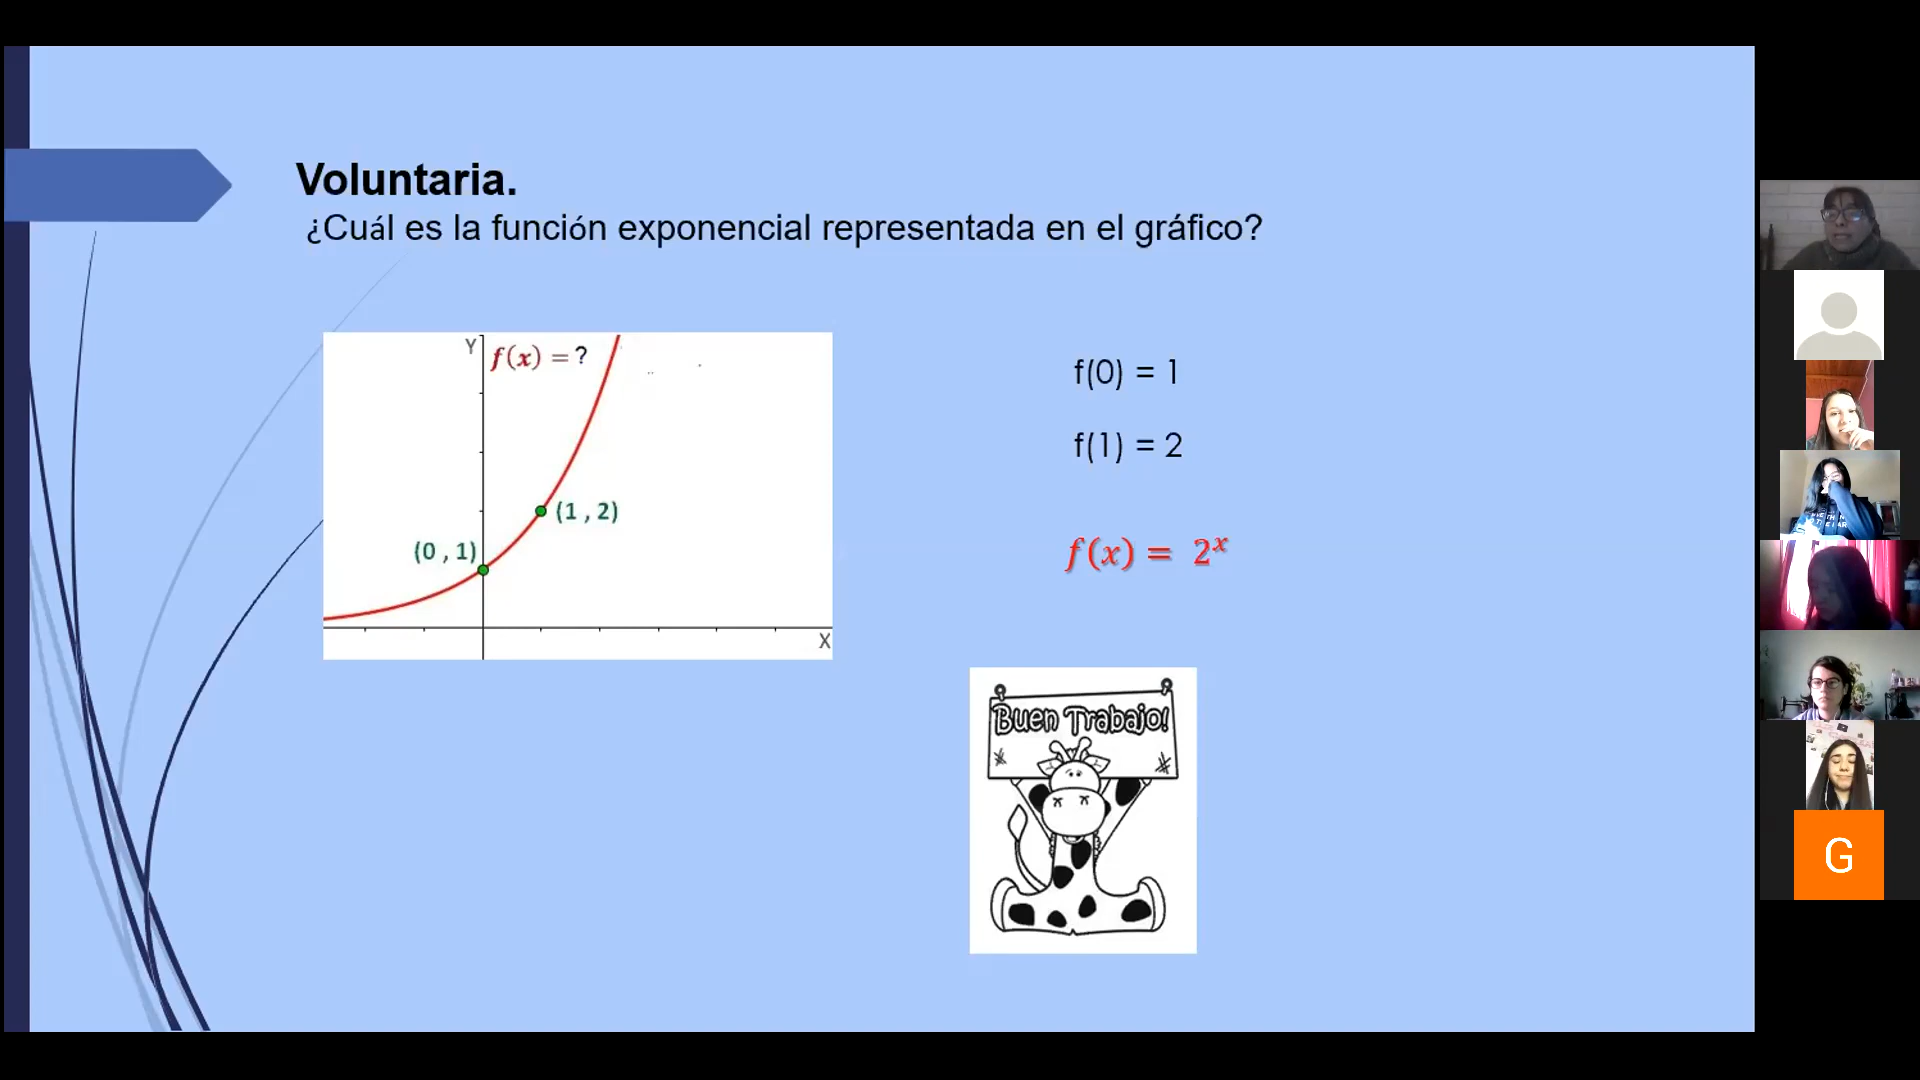 Voluntaria.
¿Cuál es la función exponencial representada en el gráfico?
Y
f(x) = ?
(1 , 2)
(0 , 1)
X
f(0) = 1
f(1) = 2
f(x) = 2ˣ
Buen Trabajo!
G